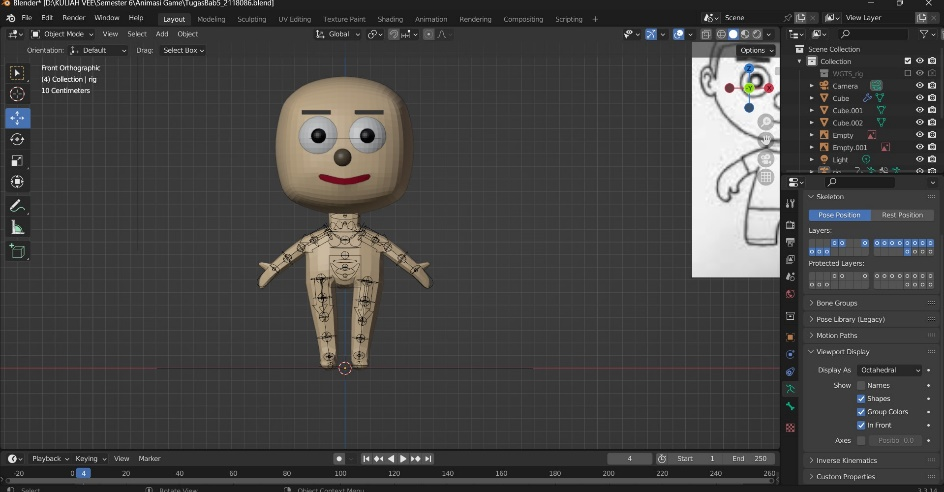 Blender* [D:\KULIAH VEE\Semester 6\Animasi Game\TugasBab5_2118086.blend]
File Edit Render Window Help Layout Modeling Sculpting UV Editing Texture Paint Shading Animation Rendering Compositing Scripting + Scene View Layer
Object Mode View Select Add Object Global
Orientation: Default Drag: Select Box Options
Front Orthographic
(4) Collection | rig
10 Centimeters
Z
X
-Y
Scene Collection
Collection
WGTS_rig
Camera
Cube
Cube.001
Cube.002
Empty
Empty.001
Light
Skeleton
Pose Position Rest Position
Layers:
Protected Layers:
Bone Groups
Pose Library (Legacy)
Motion Paths
Viewport Display
Display As Octahedral
Show Names
Shapes
Group Colors
In Front
Axes Positio 0.0
Inverse Kinematics
Custom Properties
Playback Keying View Marker 4 Start 1 End 250
-20 0 4 20 40 60 80 100 120 140 160 180 200 220 240 260
Select Rotate View Object Context Menu 3.3.14